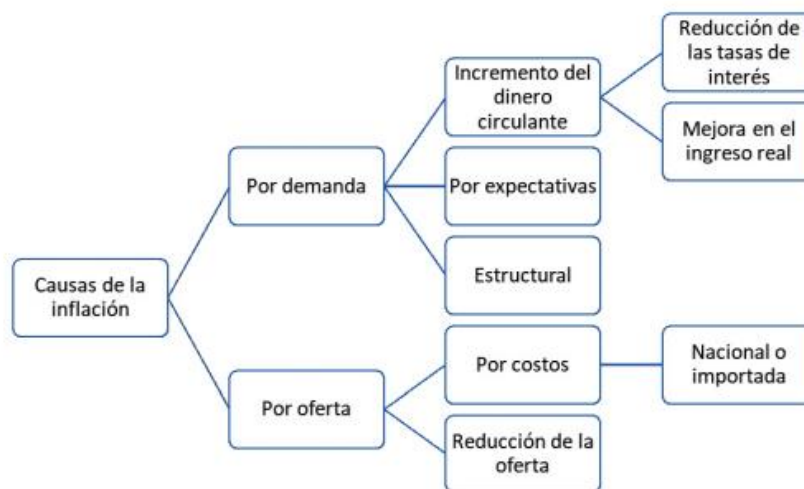 Causas de la
inflación
Por demanda
Incremento del
dinero
circulante
Reducción de
las tasas de
interés
Mejora en el
ingreso real
Por expectativas
Estructural
Por oferta
Por costos
Nacional o
importada
Reducción de la
oferta